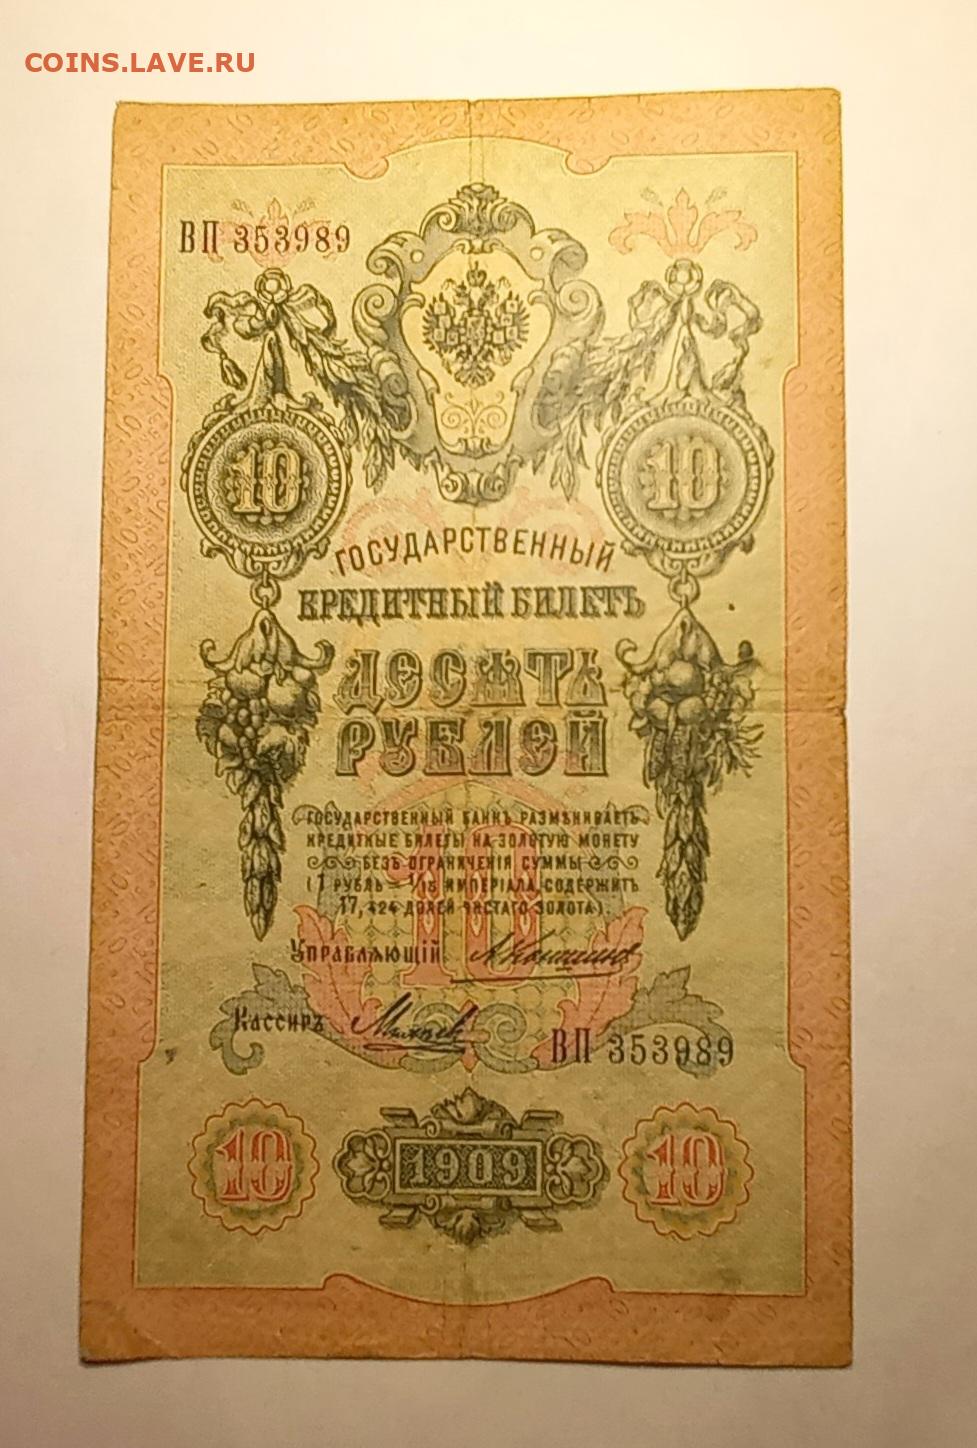 COINS.LAVE.RU
ВП 353989
10 10
ГОСУДАРСТВЕННЫЙ
КРЕДИТНЫЙ БИЛЕТЪ
ДЕСЯТЬ
РУБЛЕЙ
ГОСУДАРСТВЕННЫЙ БАНКЪ РАЗМѢНИВАЕТЪ
КРЕДИТНЫЕ БИЛЕТЫ НА ЗОЛОТУЮ МОНЕТУ
БЕЗЪ ОГРАНИЧЕНІЯ СУММЫ
(1 РУБЛЬ = 1/15 ИМПЕРІАЛА, СОДЕРЖИТЪ
17,424 ДОЛЕЙ ЧИСТАГО ЗОЛОТА).
10
УПРАВЛЯЮЩІЙ
КАССИРЪ
ВП 353989
10 1909 10